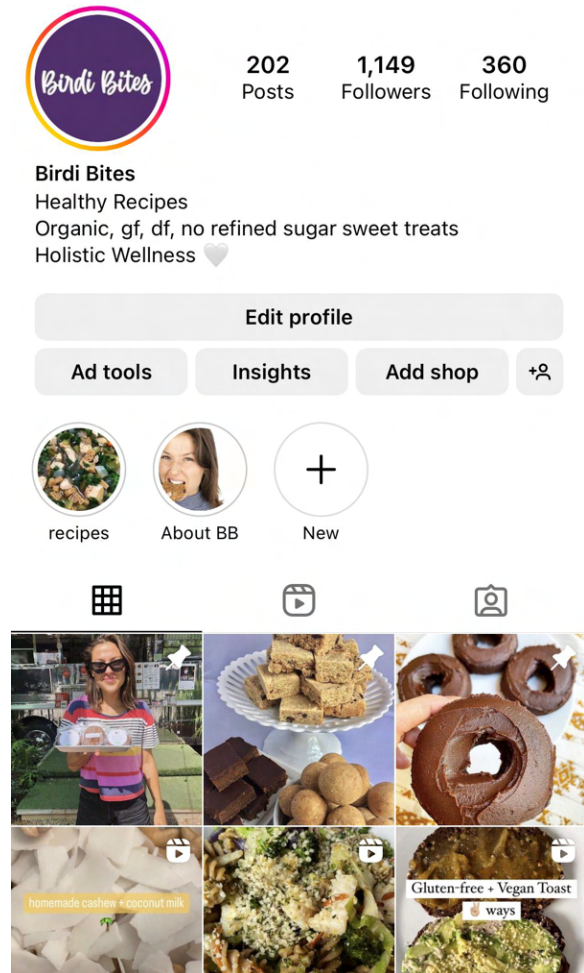 Birdi Bites
202
Posts
1,149
Followers
360
Following
Birdi Bites
Healthy Recipes
Organic, gf, df, no refined sugar sweet treats
Holistic Wellness 🤍
Edit profile
Ad tools
Insights
Add shop
recipes
About BB
New
homemade cashew + coconut milk
Gluten-free + Vegan Toast
✌🏼 ways